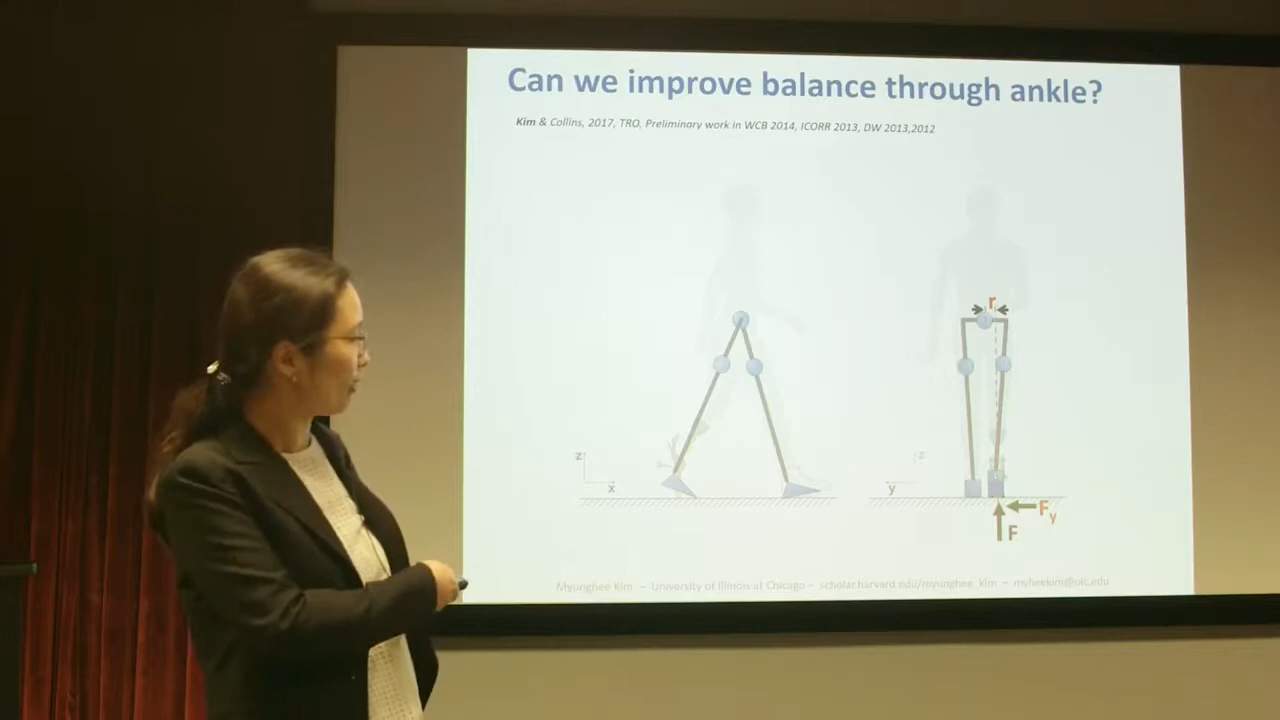 Can we improve balance through ankle?
Kim & Collins, 2017, TRO, Preliminary work in WCB 2014, ICORR 2013, DW 2013,2012
r
z
x
z
y
Fy
F
Myunghee Kim – University of Illinois at Chicago – scholar.harvard.edu/myunghee_kim – myheekim@uic.edu